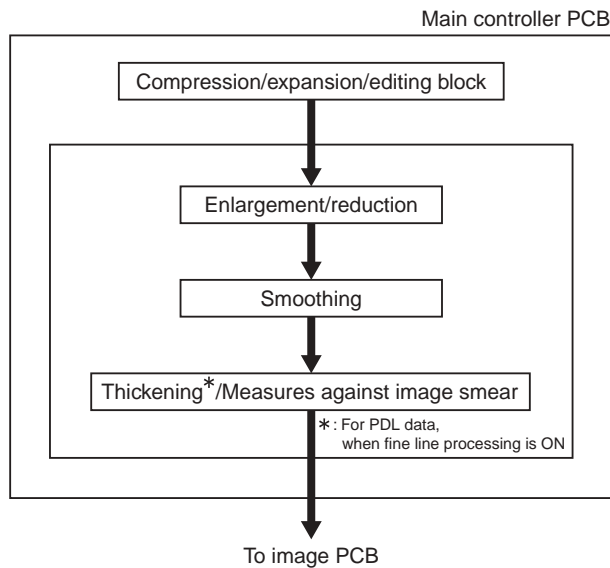 Main controller PCB
Compression/expansion/editing block
Enlargement/reduction
Smoothing
Thickening*/Measures against image smear
*: For PDL data,
when fine line processing is ON
To image PCB